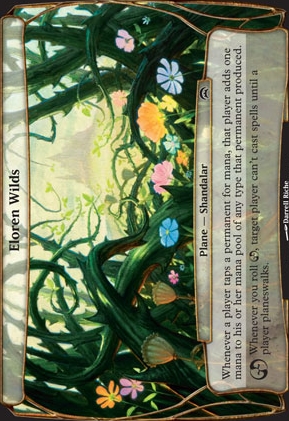 Eloren Wilds
Plane — Shandalar
Whenever a player taps a permanent for mana, that player adds one
mana to his or her mana pool of any type that permanent produced.
Whenever you roll , target player can't cast spells until a
player planeswalks.
Darrell Riche